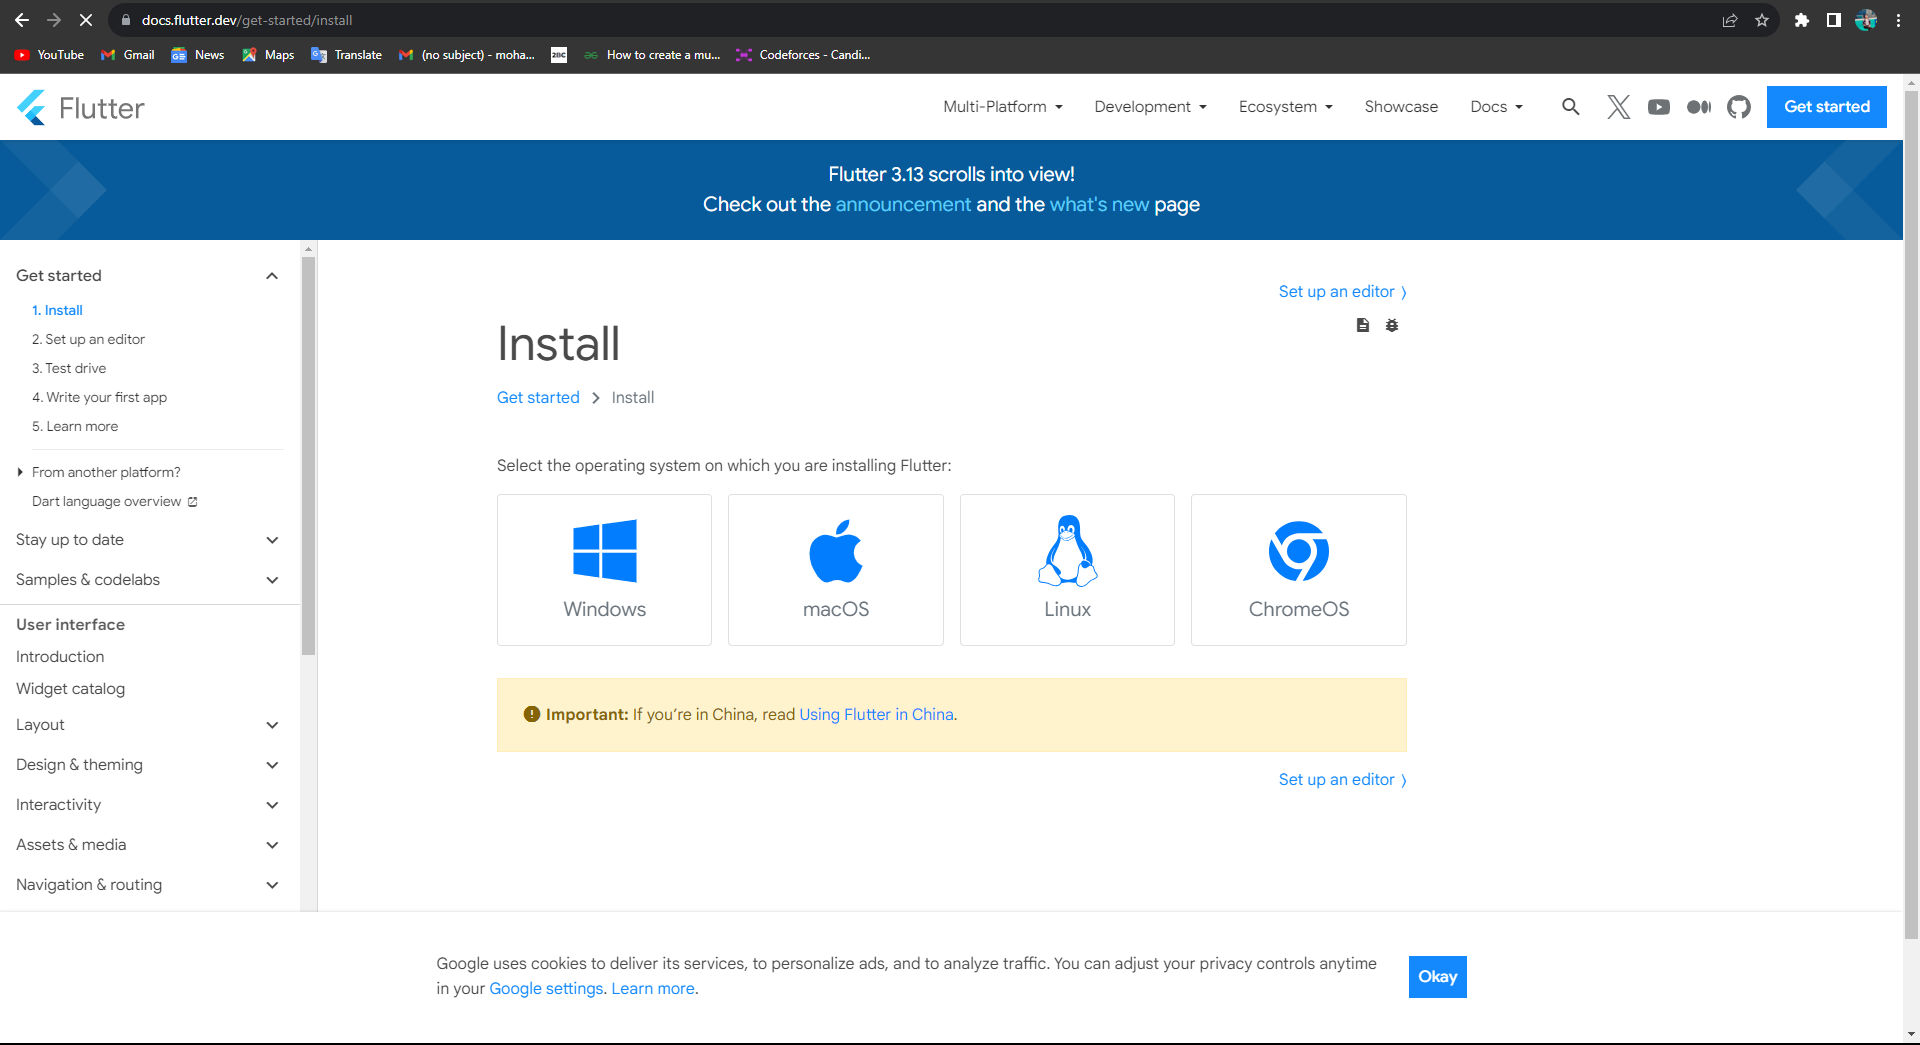 docs.flutter.dev/get-started/install
YouTube Gmail News Maps Translate (no subject) - moha... 2BC How to create a mu... Codeforces - Candi...
Flutter Multi-Platform Development Ecosystem Showcase Docs Get started
Flutter 3.13 scrolls into view!
Check out the announcement and the what's new page
Get started
1. Install
2. Set up an editor
3. Test drive
4. Write your first app
5. Learn more
From another platform?
Dart language overview
Stay up to date
Samples & codelabs
User interface
Introduction
Widget catalog
Layout
Design & theming
Interactivity
Assets & media
Navigation & routing
Set up an editor
Install
Get started Install
Select the operating system on which you are installing Flutter:
Windows macOS Linux ChromeOS
Important: If you’re in China, read Using Flutter in China.
Set up an editor
Google uses cookies to deliver its services, to personalize ads, and to analyze traffic. You can adjust your privacy controls anytime
in your Google settings. Learn more.
Okay